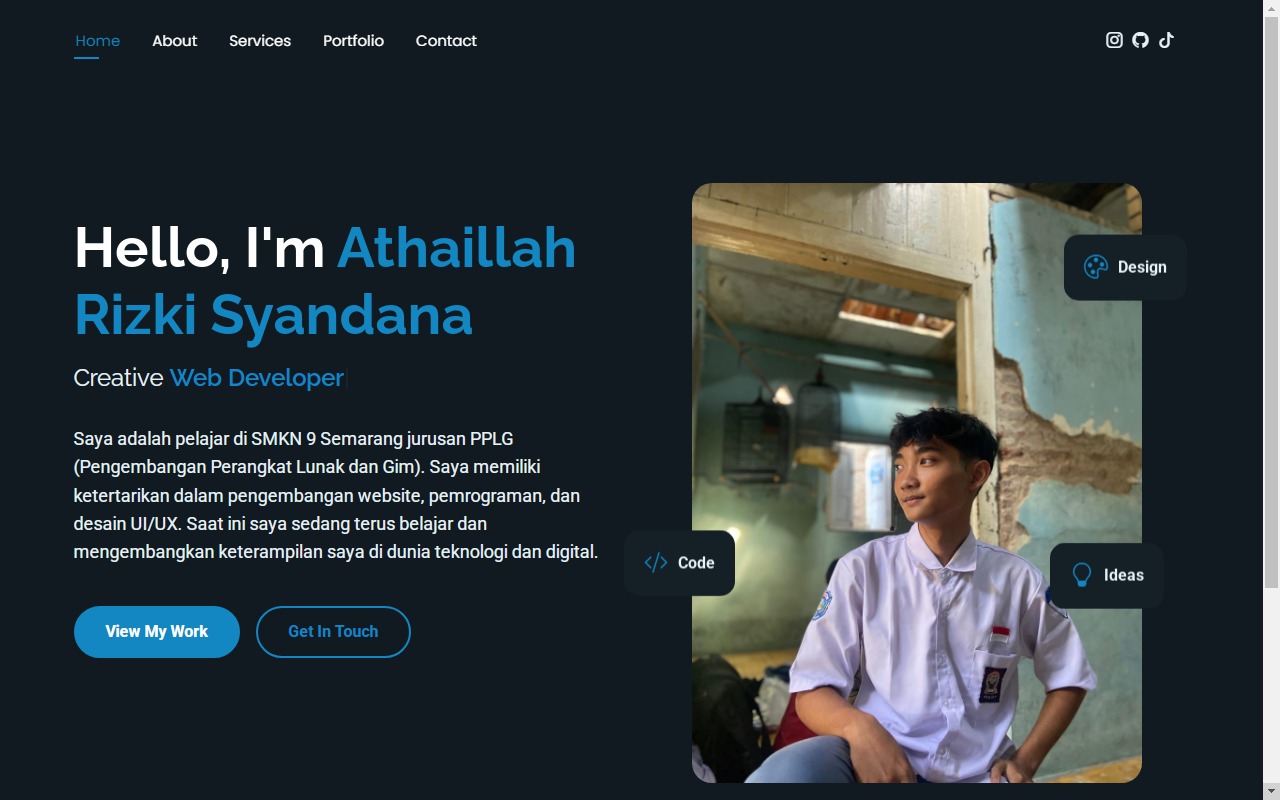 Home About Services Portfolio Contact
Hello, I'm Athaillah
Rizki Syandana
Creative Web Developer
Saya adalah pelajar di SMKN 9 Semarang jurusan PPLG
(Pengembangan Perangkat Lunak dan Gim). Saya memiliki
ketertarikan dalam pengembangan website, pemrograman, dan
desain UI/UX. Saat ini saya sedang terus belajar dan
mengembangkan keterampilan saya di dunia teknologi dan digital.
View My Work Get In Touch
Design
Code
Ideas